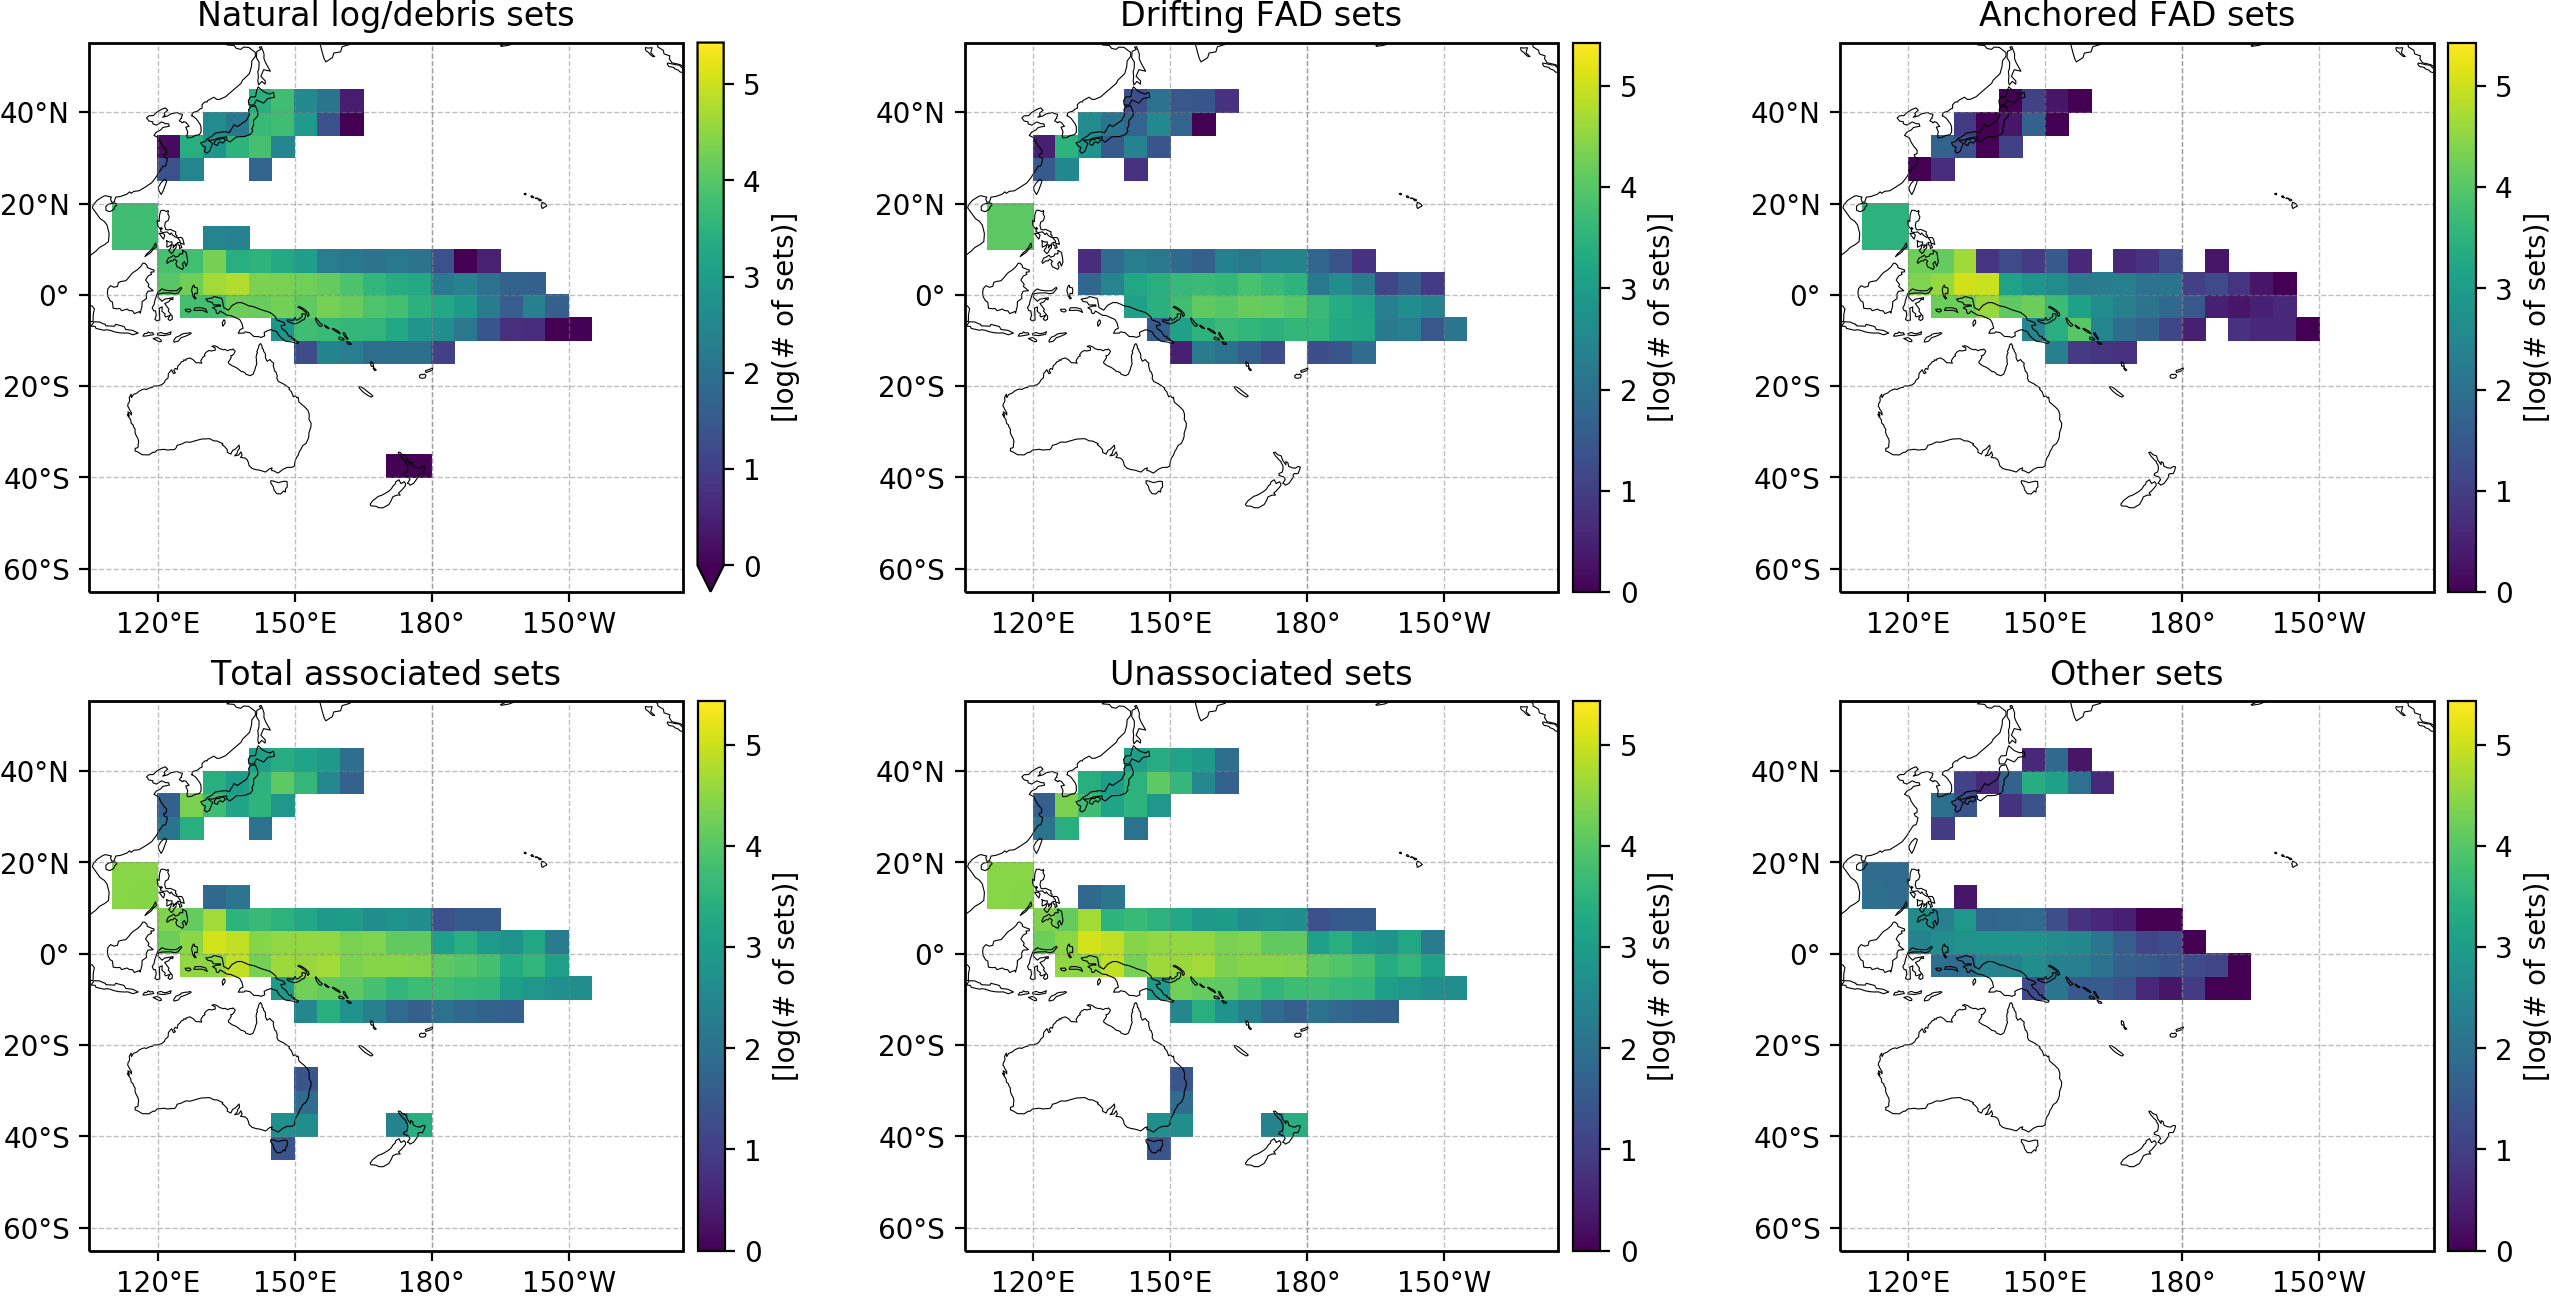 Natural log/debris sets
Drifting FAD sets
Anchored FAD sets
40°N
20°N
0°
20°S
40°S
60°S
120°E
150°E
180°
150°W
5
4
3
2
1
0
[log(# of sets)]
40°N
20°N
0°
20°S
40°S
60°S
120°E
150°E
180°
150°W
5
4
3
2
1
0
[log(# of sets)]
40°N
20°N
0°
20°S
40°S
60°S
120°E
150°E
180°
150°W
5
4
3
2
1
0
[log(# of sets)]
Total associated sets
Unassociated sets
Other sets
40°N
20°N
0°
20°S
40°S
60°S
120°E
150°E
180°
150°W
5
4
3
2
1
0
[log(# of sets)]
40°N
20°N
0°
20°S
40°S
60°S
120°E
150°E
180°
150°W
5
4
3
2
1
0
[log(# of sets)]
40°N
20°N
0°
20°S
40°S
60°S
120°E
150°E
180°
150°W
5
4
3
2
1
0
[log(# of sets)]